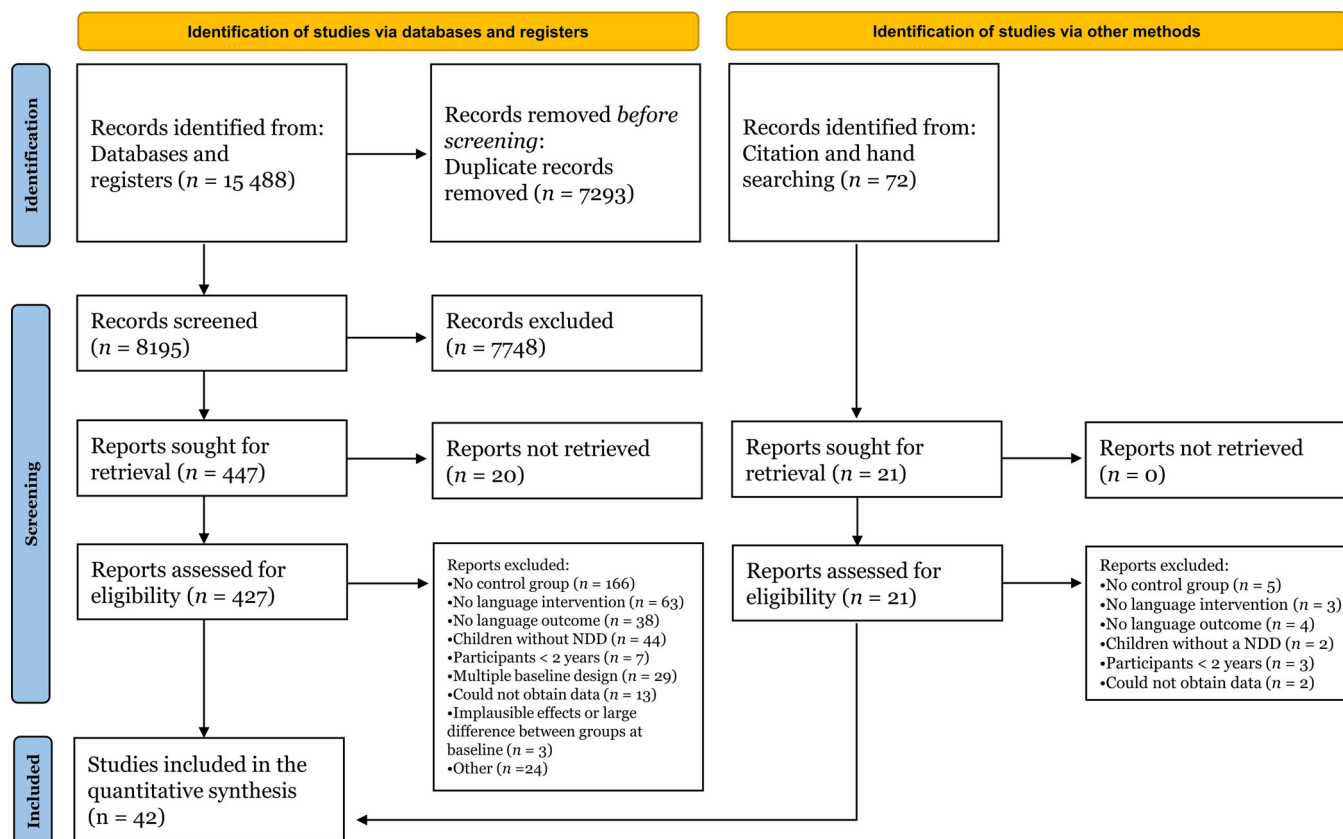 Identification of studies via databases and registers
Identification of studies via other methods
Identification
Records identified from:
Databases and
registers (n = 15 488)
Records removed before
screening:
Duplicate records
removed (n = 7293)
Records identified from:
Citation and hand
searching (n = 72)
Screening
Records screened
(n = 8195)
Records excluded
(n = 7748)
Reports sought for
retrieval (n = 447)
Reports not retrieved
(n = 20)
Reports sought for
retrieval (n = 21)
Reports not retrieved
(n = 0)
Reports assessed for
eligibility (n = 427)
Reports excluded:
•No control group (n = 166)
•No language intervention (n = 63)
•No language outcome (n = 38)
•Children without NDD (n = 44)
•Participants < 2 years (n = 7)
•Multiple baseline design (n = 29)
•Could not obtain data (n = 13)
•Implausible effects or large
difference between groups at
baseline (n = 3)
•Other (n =24)
Reports assessed for
eligibility (n = 21)
Reports excluded:
•No control group (n = 5)
•No language intervention (n = 3)
•No language outcome (n = 4)
•Children without a NDD (n = 2)
•Participants < 2 years (n = 3)
•Could not obtain data (n = 2)
Included
Studies included in the
quantitative synthesis
(n = 42)